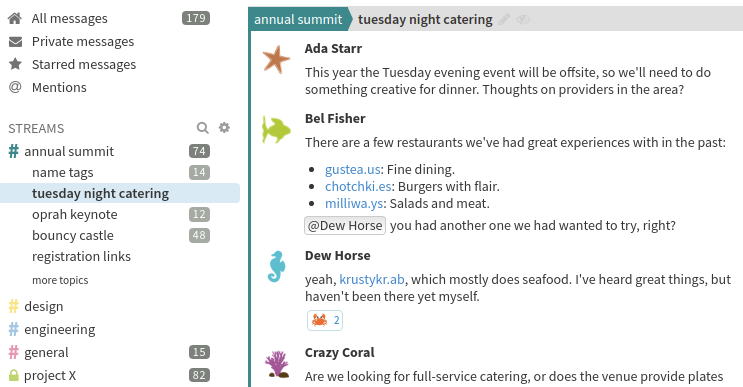 All messages 179
Private messages
Starred messages
Mentions
STREAMS
# annual summit 74
name tags 14
tuesday night catering
oprah keynote 12
bouncy castle 48
registration links
more topics
# design
# engineering
# general 15
project X 82
annual summit tuesday night catering
Ada Starr
This year the Tuesday evening event will be offsite, so we'll need to do
something creative for dinner. Thoughts on providers in the area?
Bel Fisher
There are a few restaurants we've had great experiences with in the past:
• gustea.us: Fine dining.
• chotchki.es: Burgers with flair.
• milliwa.ys: Salads and meat.
@Dew Horse you had another one we had wanted to try, right?
Dew Horse
yeah, krustykr.ab, which mostly does seafood. I've heard great things, but
haven't been there yet myself.
2
Crazy Coral
Are we looking for full-service catering, or does the venue provide plates